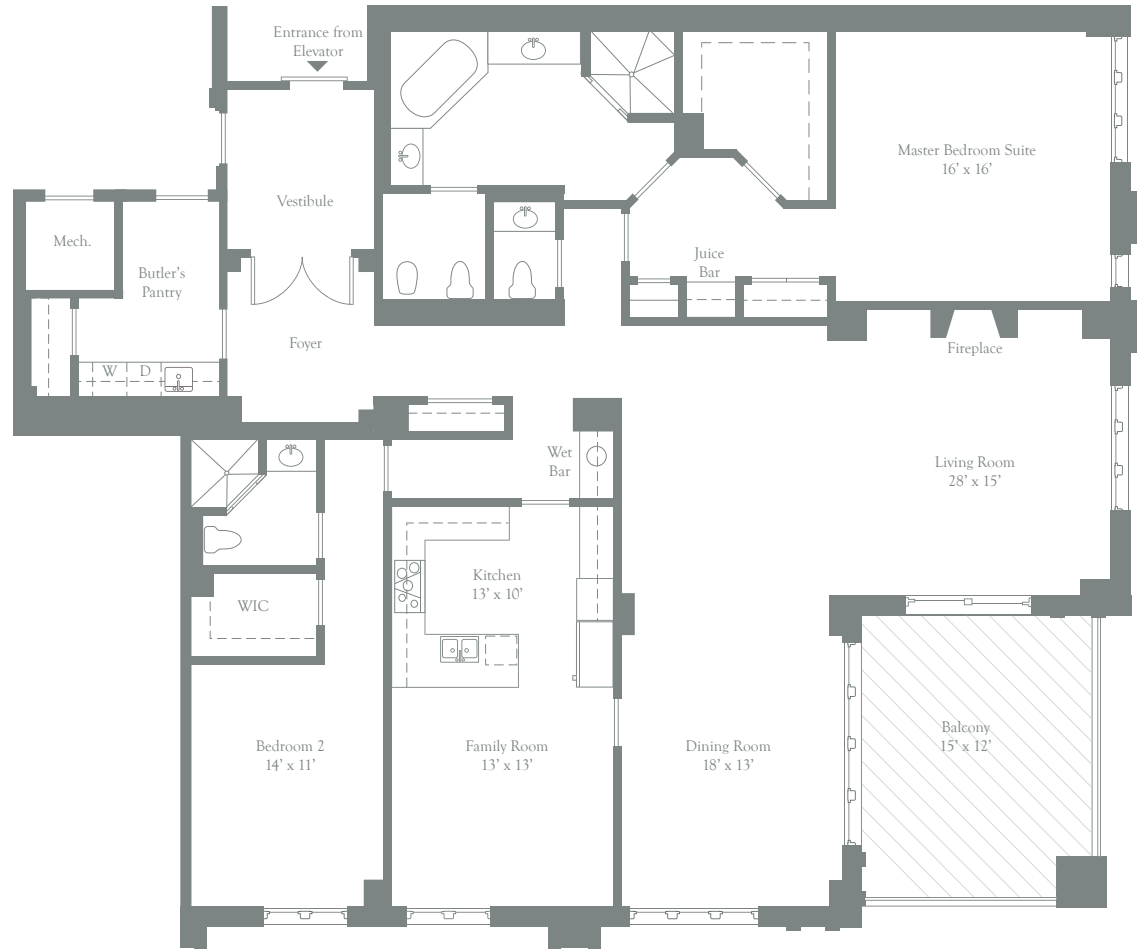 Entrance from
Elevator
Master Bedroom Suite
16’ x 16’
Vestibule
Mech.
Butler’s
Pantry
Juice
Bar
Foyer
Fireplace
W D
Wet
Bar
Living Room
28’ x 15’
Kitchen
13’ x 10’
WIC
Balcony
15’ x 12’
Bedroom 2
14’ x 11’
Family Room
13’ x 13’
Dining Room
18’ x 13’